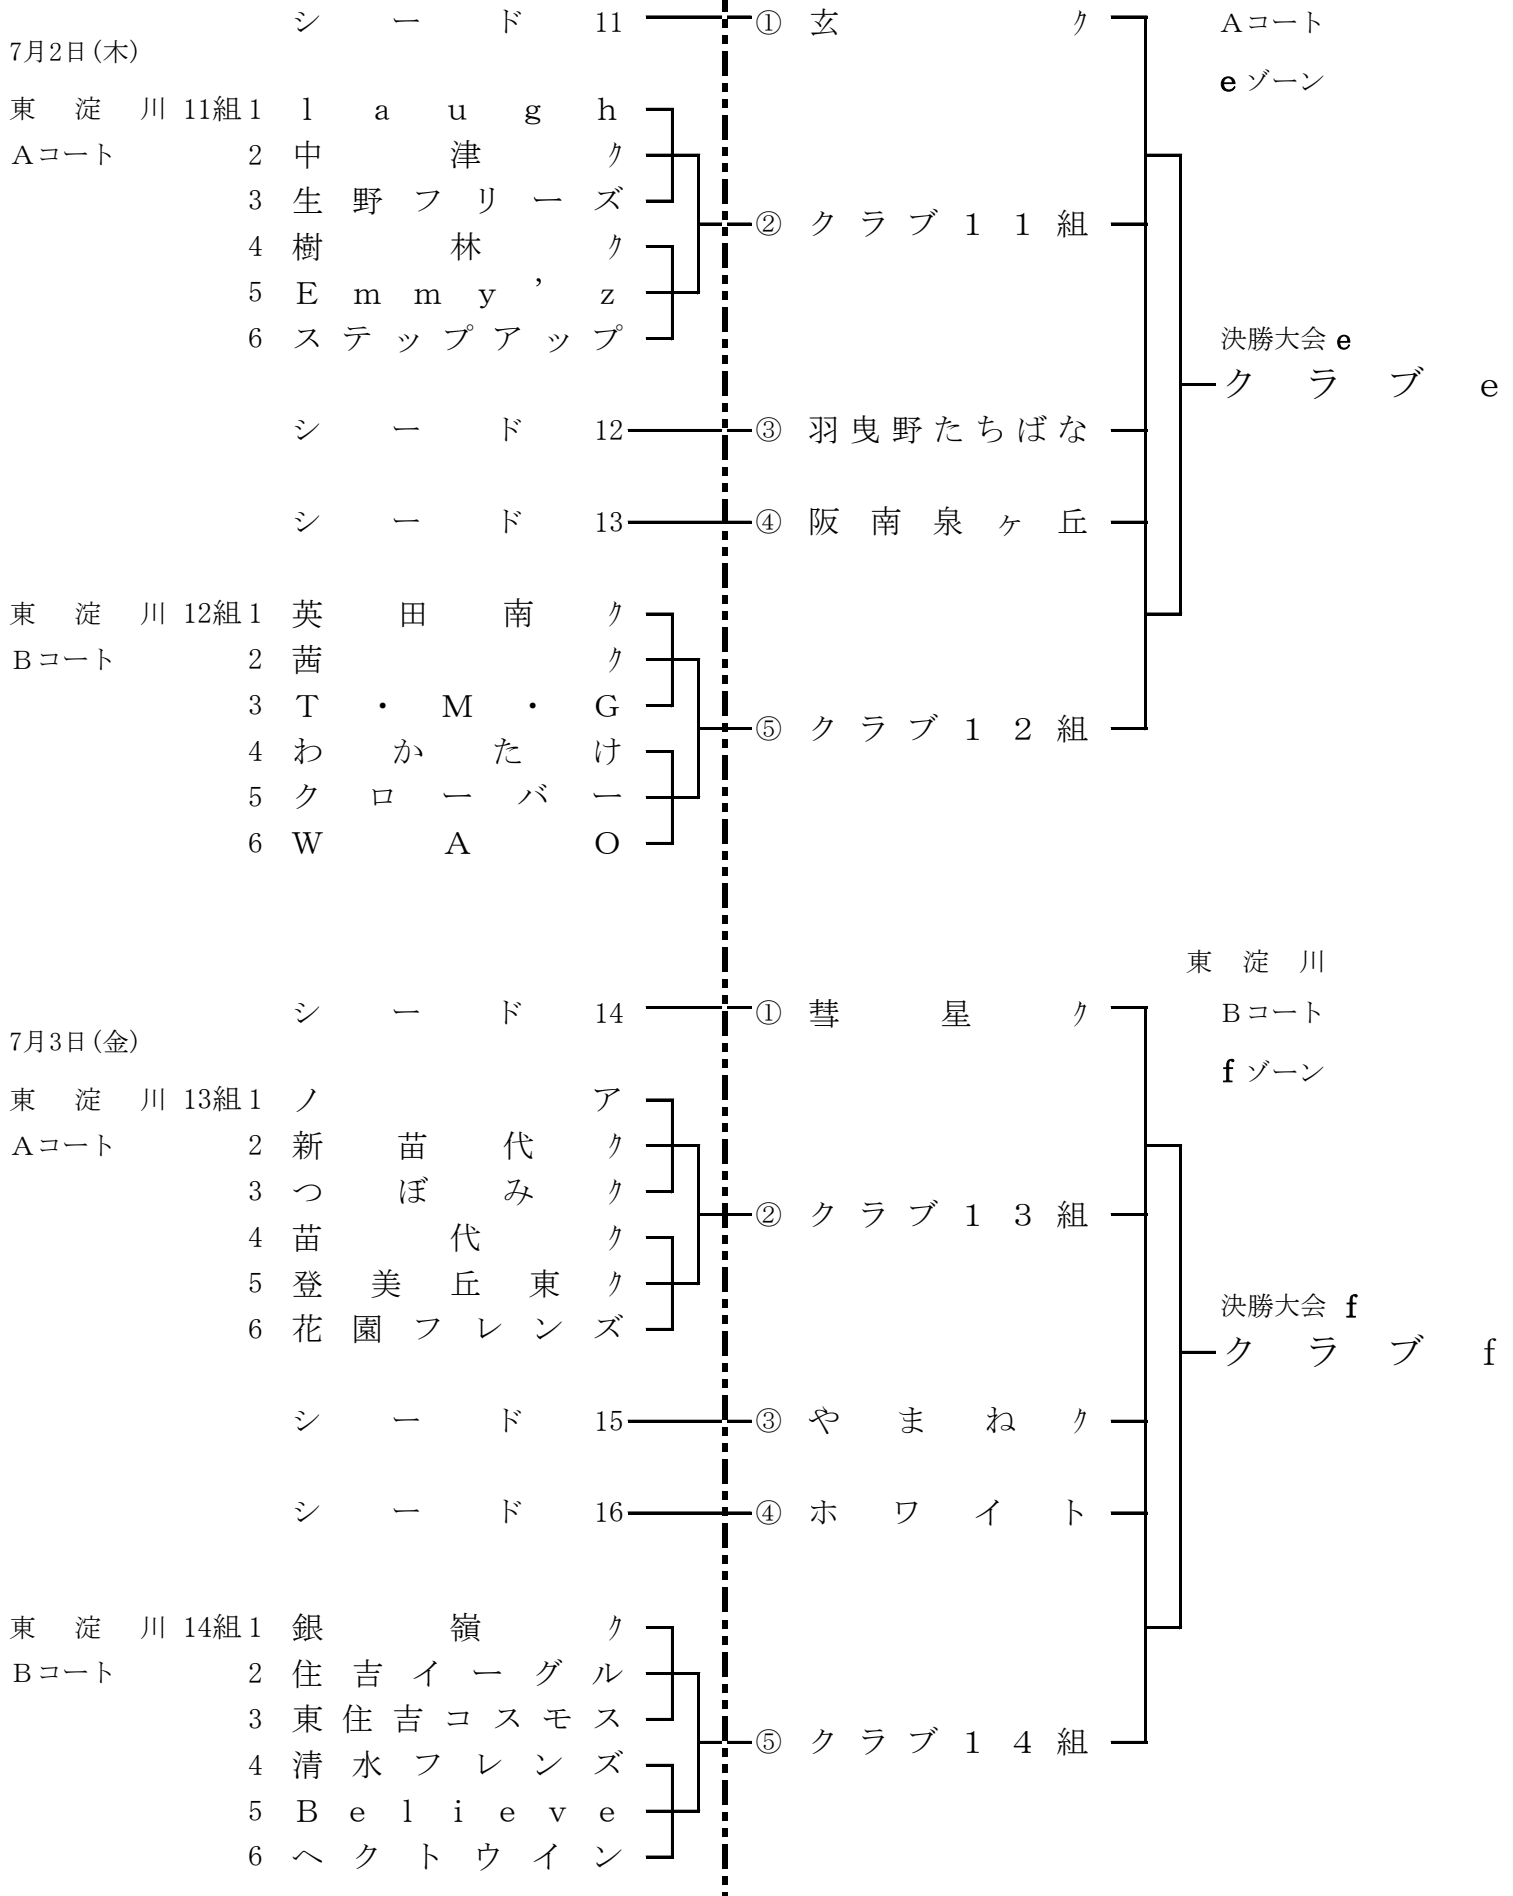 シード 11 ① 玄ｸ Aコート
7月2日(木)
eゾーン
東淀川 11組 1 laugh
Aコート 2 中津ｸ
3 生野フリーズ
② クラブ11組
4 樹林ｸ
5 Emmy’z
6 ステップアップ 決勝大会 e
クラブe
シード 12 ③ 羽曳野たちばな
シード 13 ④ 阪南泉ヶ丘
東淀川 12組 1 英田南ｸ
Bコート 2 茜ｸ
3 T・M・G
⑤ クラブ12組
4 わかたけ
5 クローバー
6 WAO
東淀川
シード 14 ① 彗星ｸ Bコート
7月3日(金)
fゾーン
東淀川 13組 1 ノア
Aコート 2 新苗代ｸ
3 つぼみｸ
② クラブ13組
4 苗代ｸ
5 登美丘東ｸ
決勝大会 f
6 花園フレンズ
クラブf
シード 15 ③ やまねｸ
シード 16 ④ ホワイト
東淀川 14組 1 銀嶺ｸ
Bコート 2 住吉イーグル
3 東住吉コスモス
⑤ クラブ14組
4 清水フレンズ
5 Believe
6 ヘクトウイン